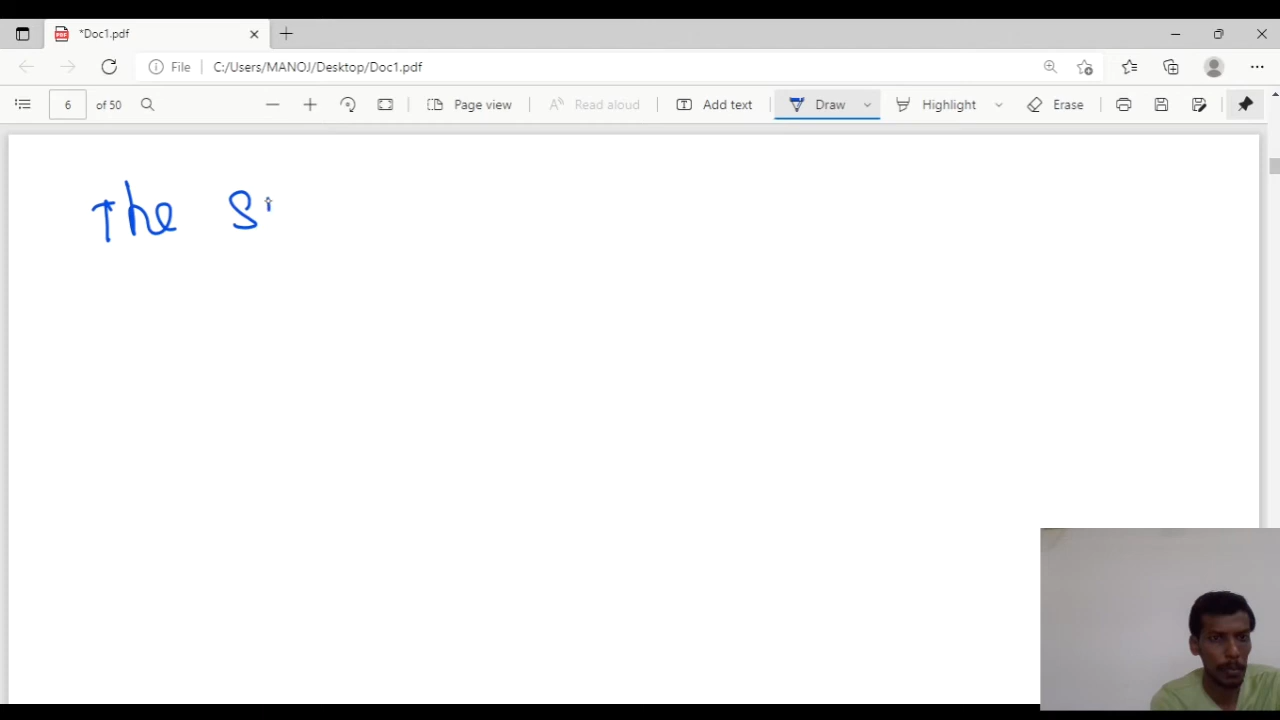 *Doc1.pdf
File C:/Users/MANOJ/Desktop/Doc1.pdf
6 of 50 Page view Read aloud Add text Draw Highlight Erase
The